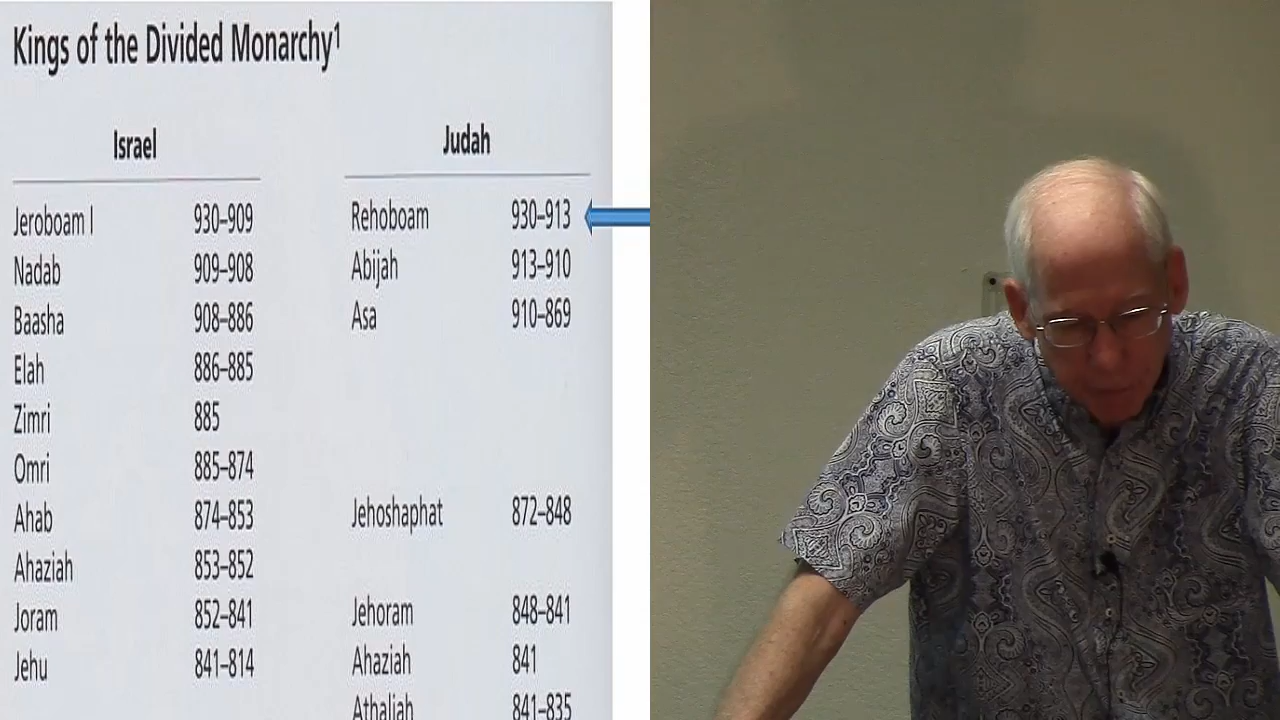 Kings of the Divided Monarchy¹
Israel Judah
Jeroboam I 930–909 Rehoboam 930–913
Nadab 909–908 Abijah 913–910
Baasha 908–886 Asa 910–869
Elah 886–885
Zimri 885
Omri 885–874
Ahab 874–853 Jehoshaphat 872–848
Ahaziah 853–852
Joram 852–841 Jehoram 848–841
Jehu 841–814 Ahaziah 841
Athaliah 841–835